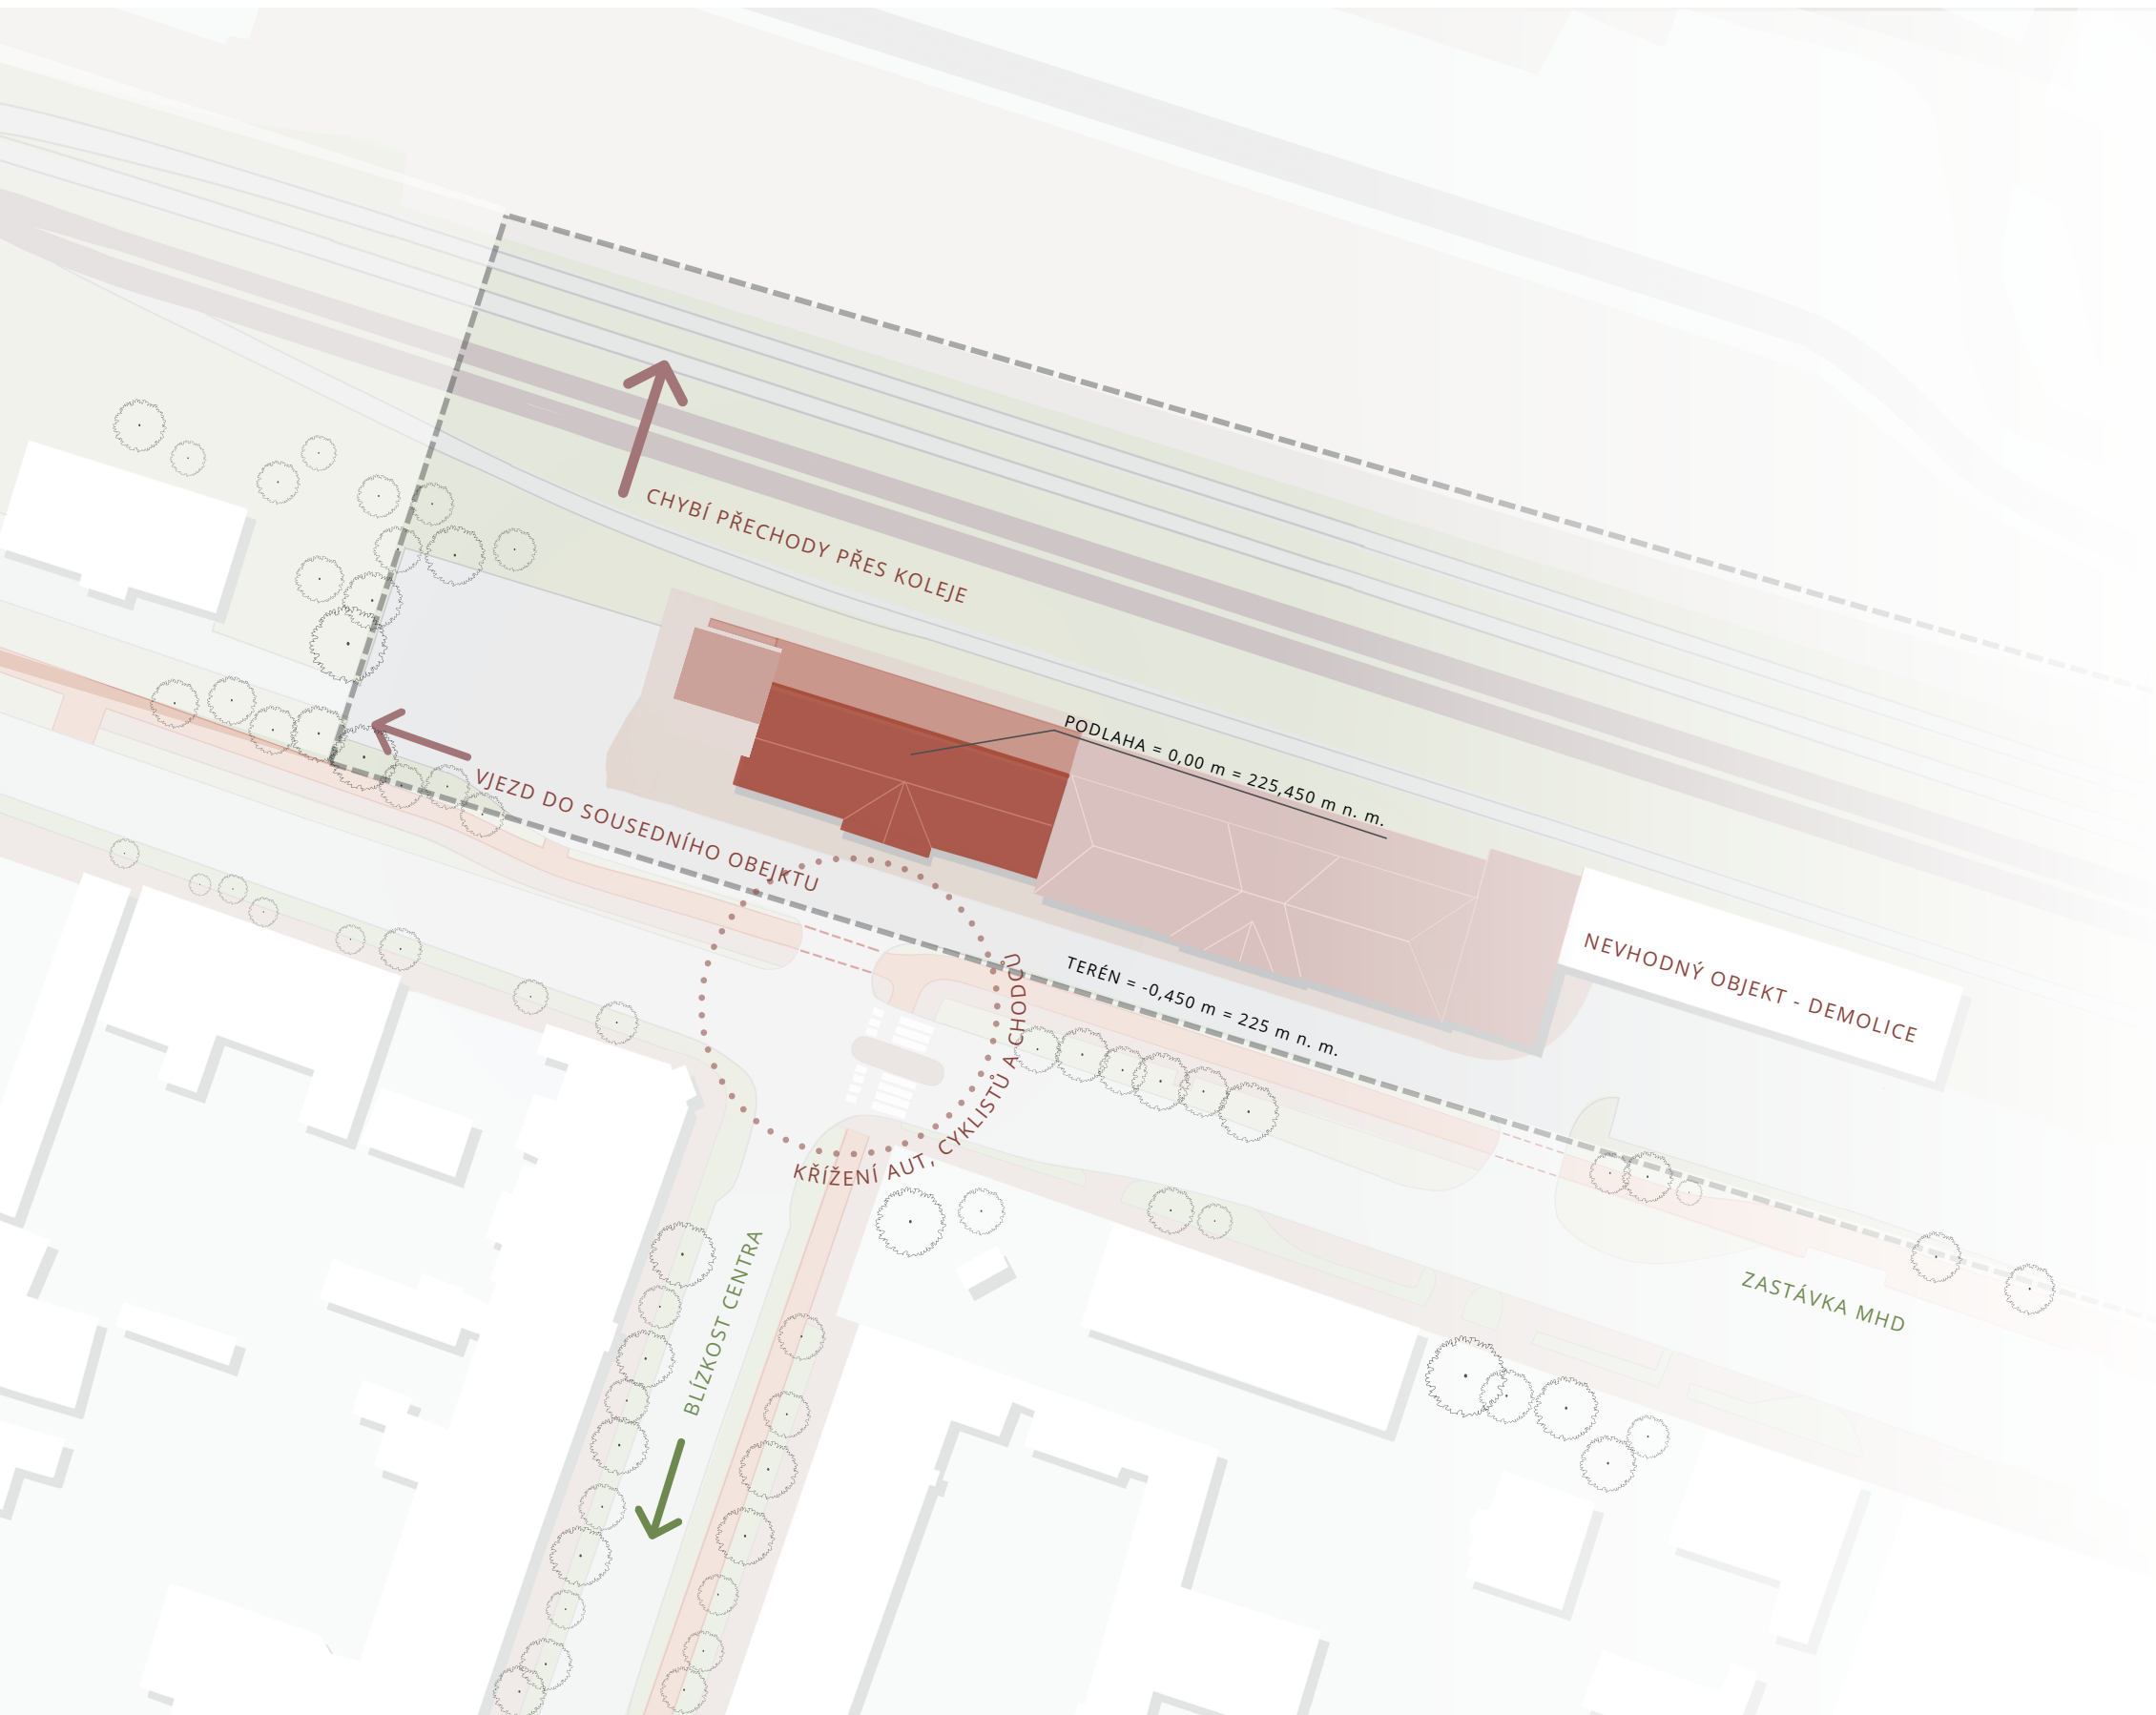 CHYBÍ PŘECHODY PŘES KOLEJE
PODLAHA = 0,00 m = 225,450 m n. m.
VJEZD DO SOUSEDNÍHO OBEJKTU
NEVHODNÝ OBJEKT - DEMOLICE
TERÉN = -0,450 m = 225 m n. m.
KŘÍŽENÍ AUT, CYKLISTŮ A CHODCŮ
BLÍZKOST CENTRA
ZASTÁVKA MHD